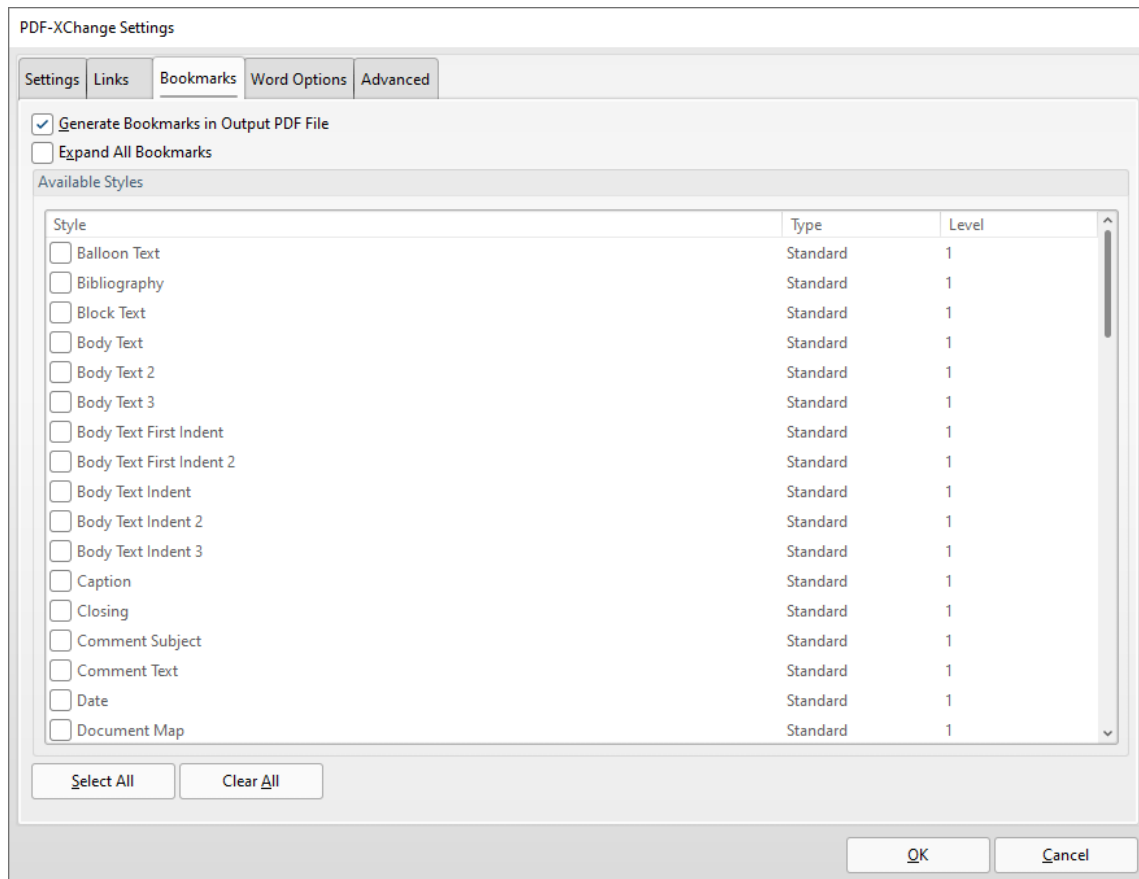 PDF-XChange Settings
Settings Links Bookmarks Word Options Advanced
Generate Bookmarks in Output PDF File
Expand All Bookmarks
Available Styles
Style Type Level
Balloon Text Standard 1
Bibliography Standard 1
Block Text Standard 1
Body Text Standard 1
Body Text 2 Standard 1
Body Text 3 Standard 1
Body Text First Indent Standard 1
Body Text First Indent 2 Standard 1
Body Text Indent Standard 1
Body Text Indent 2 Standard 1
Body Text Indent 3 Standard 1
Caption Standard 1
Closing Standard 1
Comment Subject Standard 1
Comment Text Standard 1
Date Standard 1
Document Map Standard 1
Select All Clear All
OK Cancel